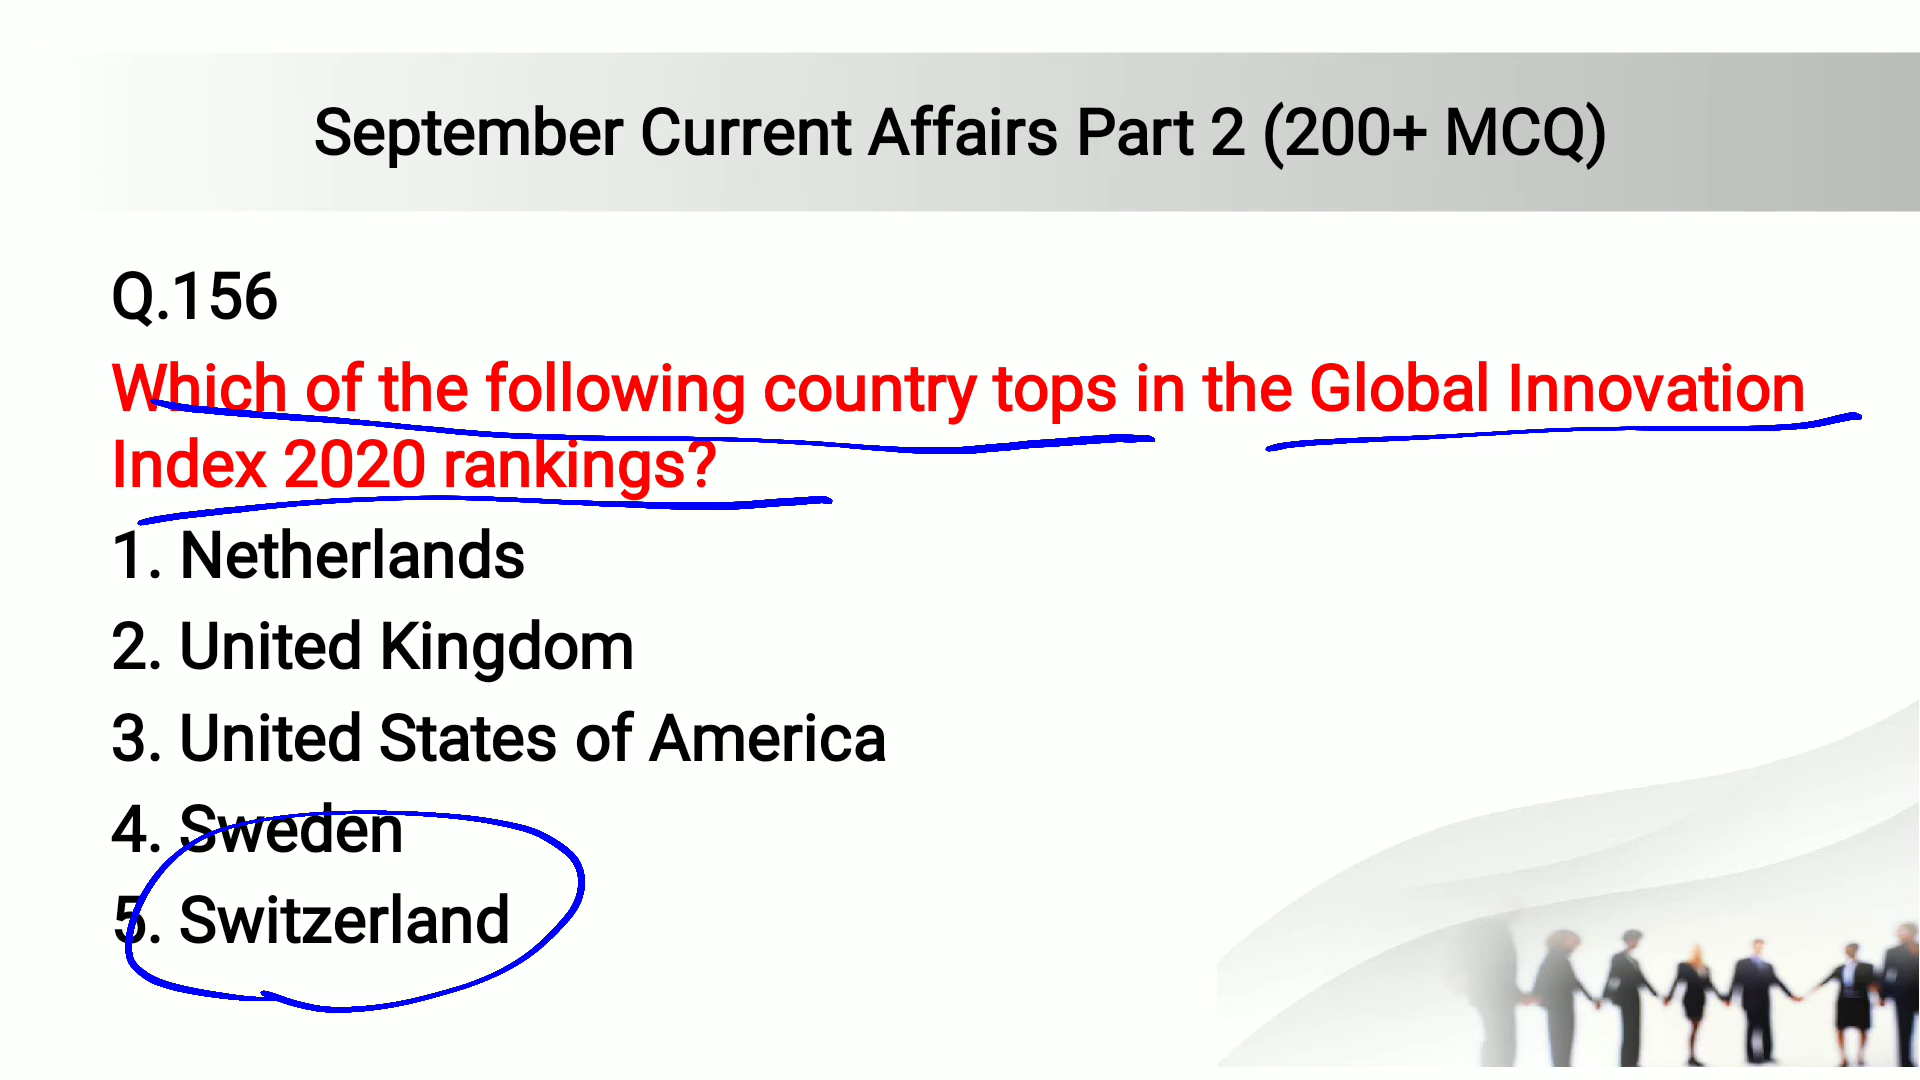 September Current Affairs Part 2 (200+ MCQ)
Q.156
Which of the following country tops in the Global Innovation
Index 2020 rankings?
1. Netherlands
2. United Kingdom
3. United States of America
4. Sweden
5. Switzerland